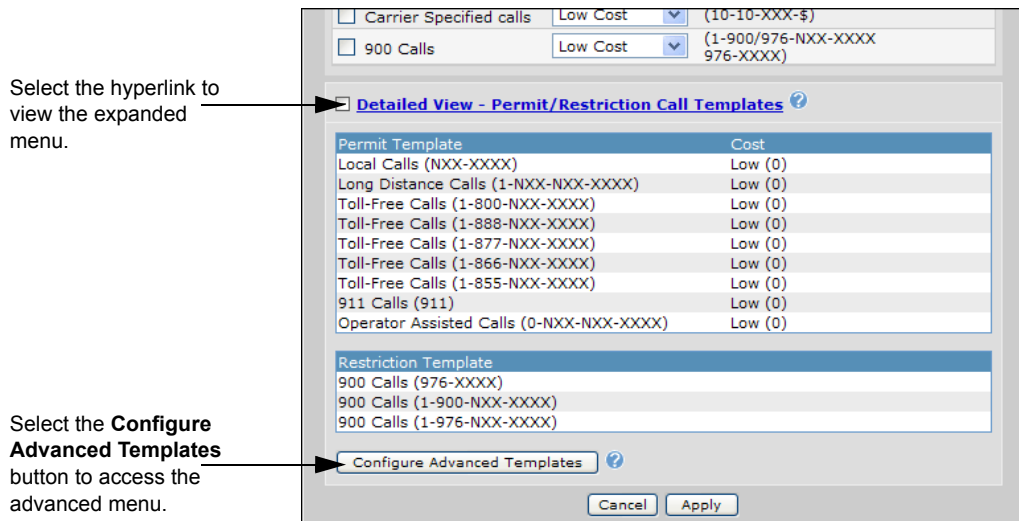 Carrier Specified calls Low Cost (10-10-XXX-$)
900 Calls Low Cost (1-900/976-NXX-XXXX
976-XXXX)
Select the hyperlink to
view the expanded
menu.
Detailed View - Permit/Restriction Call Templates ?
Permit Template Cost
Local Calls (NXX-XXXX) Low (0)
Long Distance Calls (1-NXX-NXX-XXXX) Low (0)
Toll-Free Calls (1-800-NXX-XXXX) Low (0)
Toll-Free Calls (1-888-NXX-XXXX) Low (0)
Toll-Free Calls (1-877-NXX-XXXX) Low (0)
Toll-Free Calls (1-866-NXX-XXXX) Low (0)
Toll-Free Calls (1-855-NXX-XXXX) Low (0)
911 Calls (911) Low (0)
Operator Assisted Calls (0-NXX-NXX-XXXX) Low (0)
Restriction Template
900 Calls (976-XXXX)
900 Calls (1-900-NXX-XXXX)
900 Calls (1-976-NXX-XXXX)
Select the Configure
Advanced Templates
button to access the
advanced menu.
Configure Advanced Templates ?
Cancel Apply